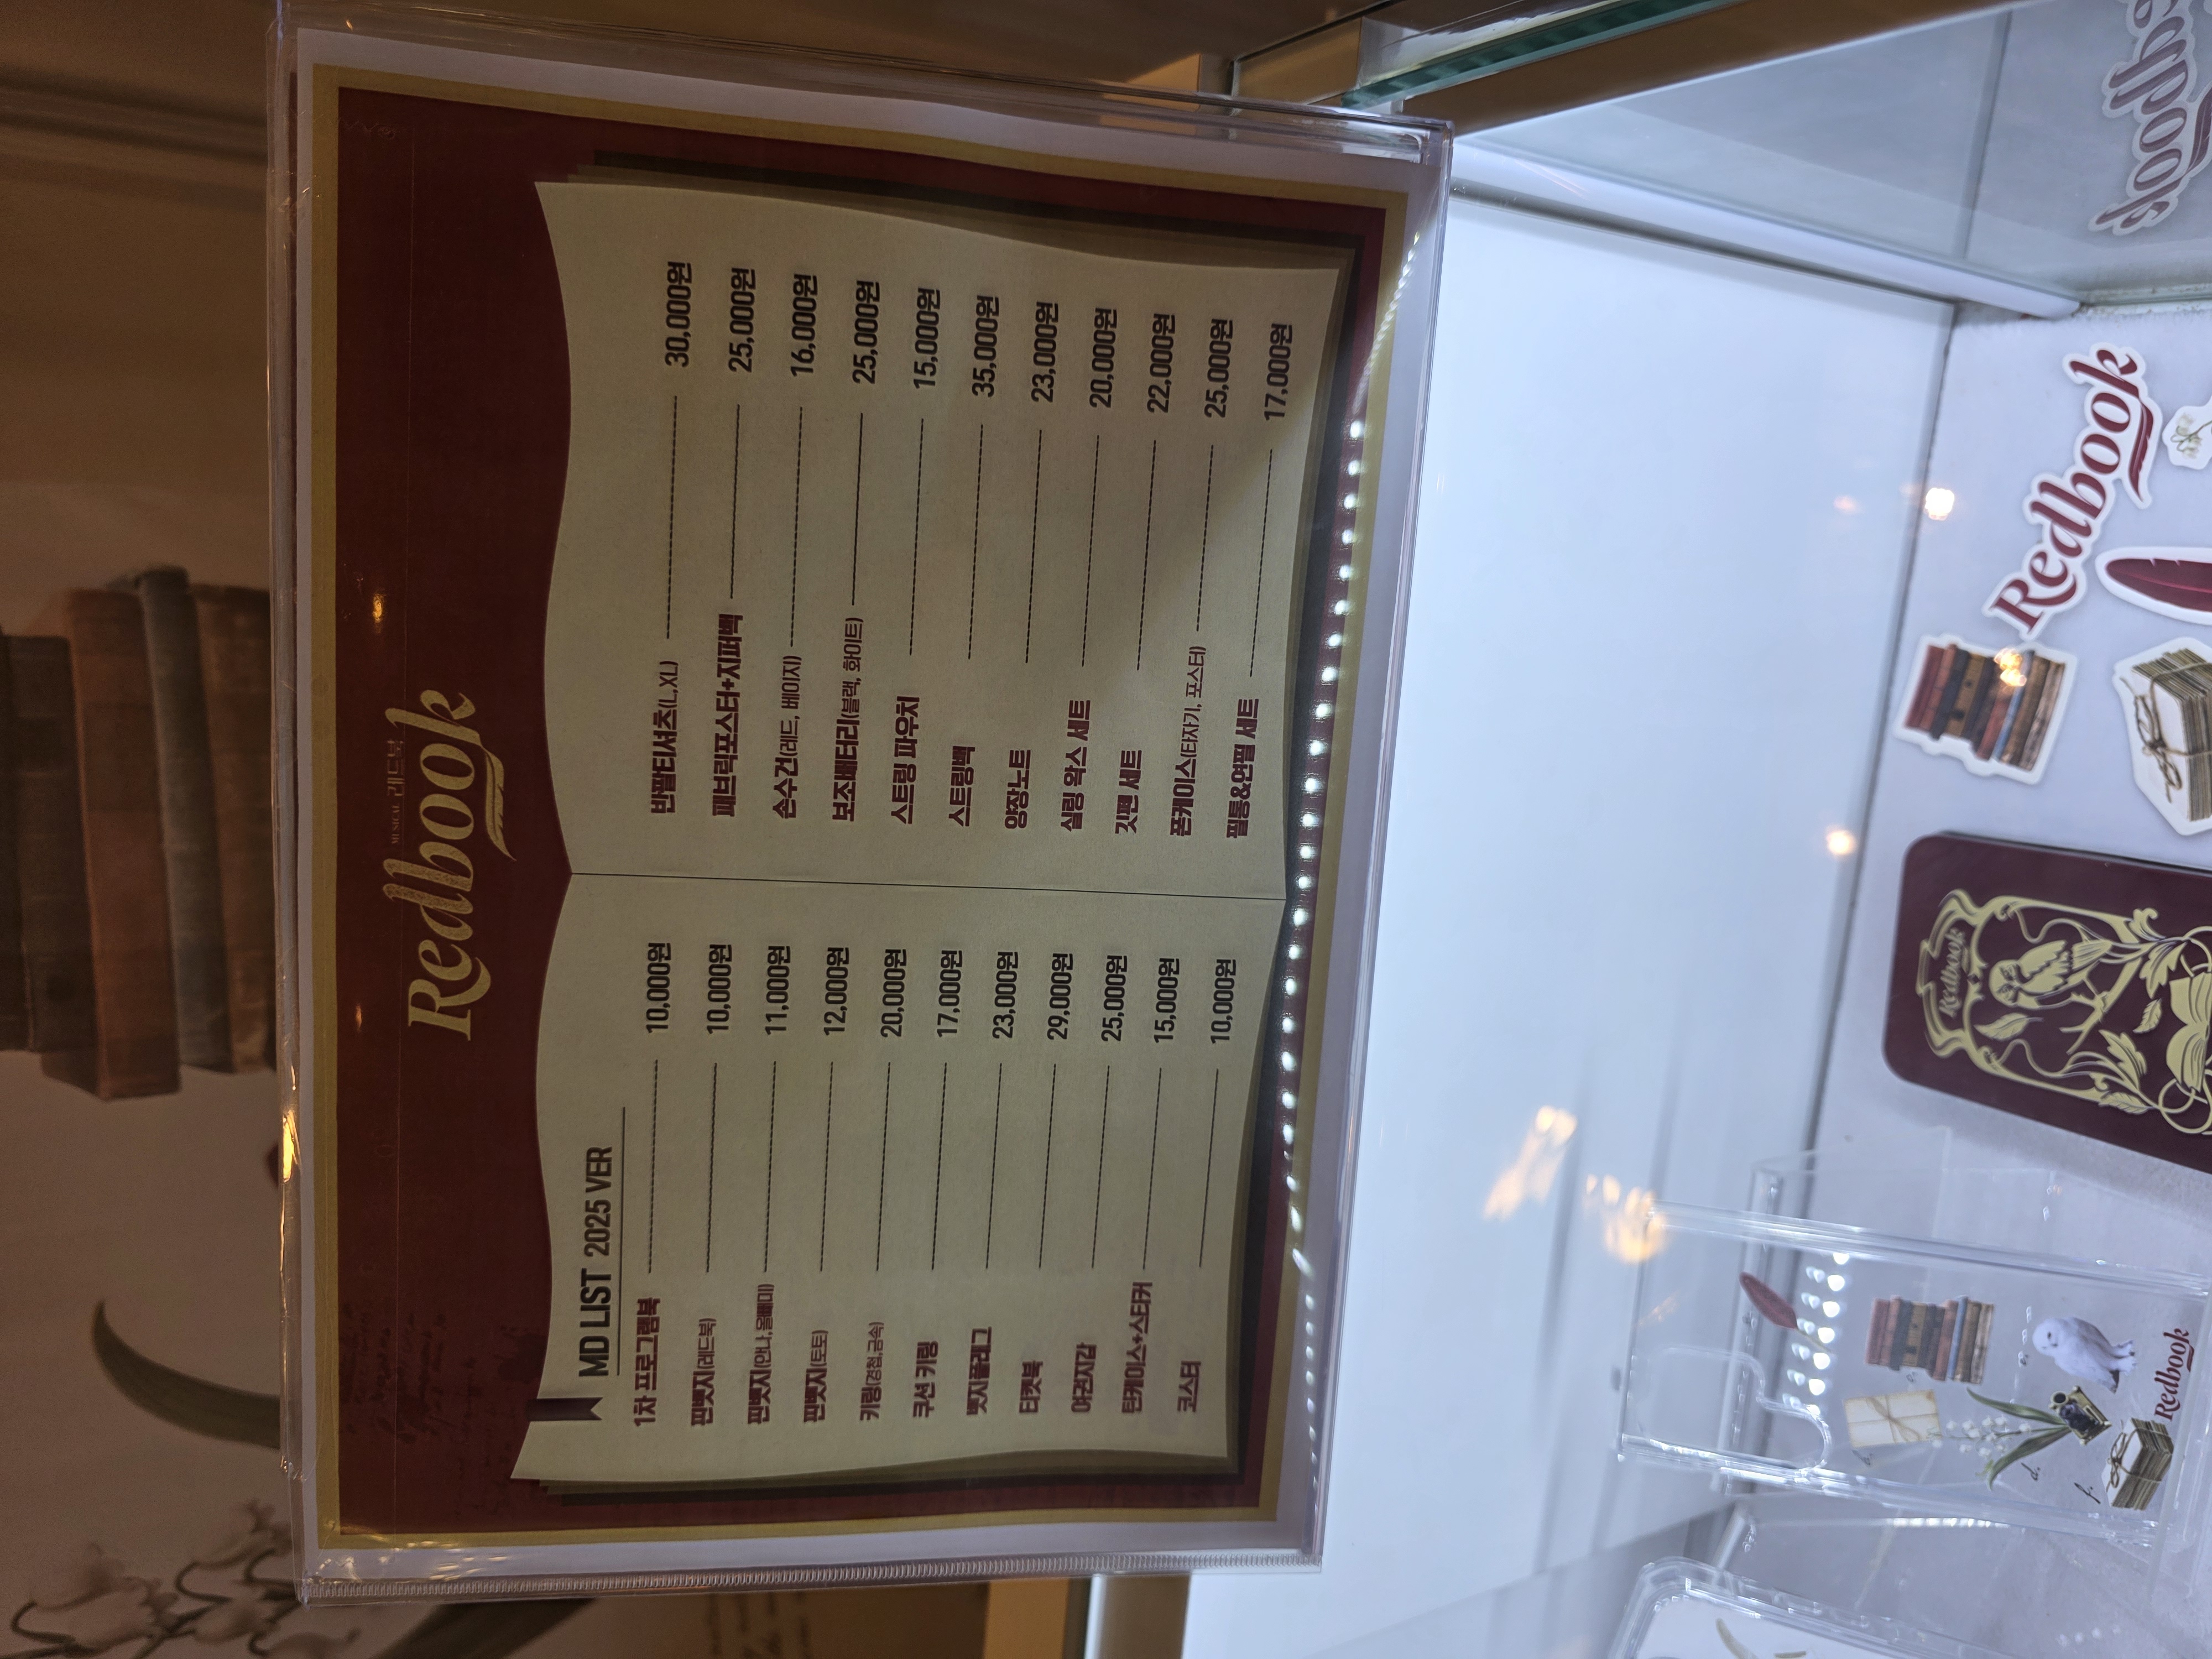 MUSICAL 레드북
Redbook
MD LIST 2025 VER
1차 프로그램북 10,000원
핀뱃지(레드북) 10,000원
핀뱃지(안나,올빼미) 11,000원
핀뱃지(토토) 12,000원
키링(경첩,금속) 20,000원
쿠션 키링 17,000원
뱃지플래그 23,000원
티켓북 29,000원
여권지갑 25,000원
틴케이스+스티커 15,000원
코스터 10,000원
반팔티셔츠(L,XL) 30,000원
패브릭포스터+지퍼백 25,000원
손수건(레드, 베이지) 16,000원
보조배터리(블랙, 화이트) 25,000원
스트링 파우치 15,000원
스트링백 35,000원
양장노트 23,000원
실링 왁스 세트 20,000원
깃펜 세트 22,000원
폰케이스(타자기, 포스터) 25,000원
필통&연필 세트 17,000원
Redbook
Redbook
Redbook
d.
f.